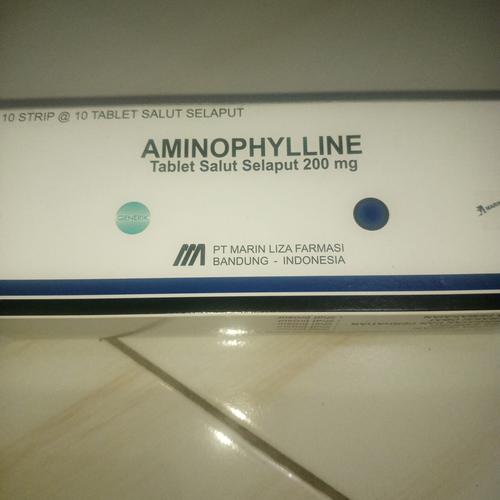 10 STRIP @ 10 TABLET SALUT SELAPUT
AMINOPHYLLINE
Tablet Salut Selaput 200 mg
GENERIK
PT MARIN LIZA FARMASI
BANDUNG - INDONESIA